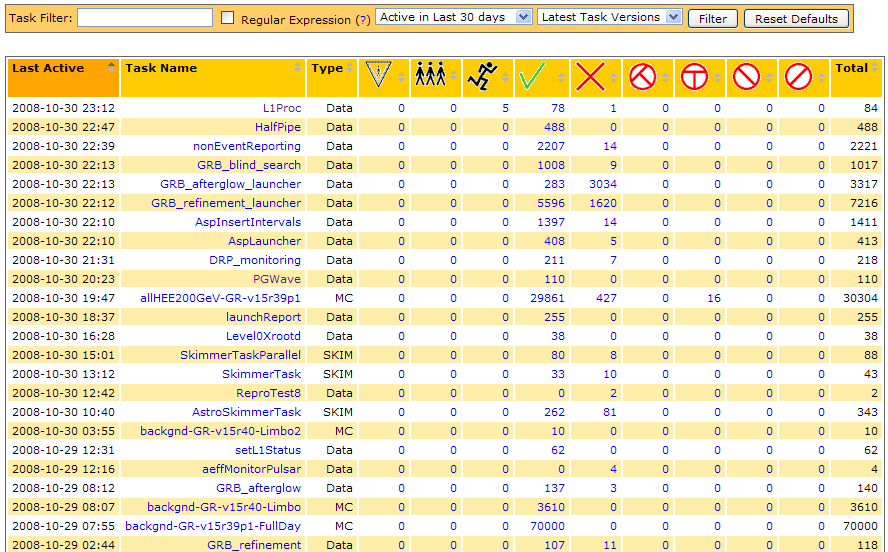 Task Filter: Regular Expression (?) Active in Last 30 days Latest Task Versions Filter Reset Defaults
Last Active Task Name Type Total
2008-10-30 23:12 L1Proc Data 0 0 5 78 1 0 0 0 0 84
2008-10-30 22:47 HalfPipe Data 0 0 0 488 0 0 0 0 0 488
2008-10-30 22:39 nonEventReporting Data 0 0 0 2207 14 0 0 0 0 2221
2008-10-30 22:13 GRB_blind_search Data 0 0 0 1008 9 0 0 0 0 1017
2008-10-30 22:13 GRB_afterglow_launcher Data 0 0 0 283 3034 0 0 0 0 3317
2008-10-30 22:12 GRB_refinement_launcher Data 0 0 0 5596 1620 0 0 0 0 7216
2008-10-30 22:10 AspInsertIntervals Data 0 0 0 1397 14 0 0 0 0 1411
2008-10-30 22:10 AspLauncher Data 0 0 0 408 5 0 0 0 0 413
2008-10-30 21:31 DRP_monitoring Data 0 0 0 211 7 0 0 0 0 218
2008-10-30 20:23 PGWave Data 0 0 0 110 0 0 0 0 0 110
2008-10-30 19:47 allHEE200GeV-GR-v15r39p1 MC 0 0 0 29861 427 0 16 0 0 30304
2008-10-30 18:37 launchReport Data 0 0 0 255 0 0 0 0 0 255
2008-10-30 16:28 Level0Xrootd Data 0 0 0 38 0 0 0 0 0 38
2008-10-30 15:01 SkimmerTaskParallel SKIM 0 0 0 80 8 0 0 0 0 88
2008-10-30 13:12 SkimmerTask SKIM 0 0 0 33 10 0 0 0 0 43
2008-10-30 12:42 ReproTest8 Data 0 0 0 0 2 0 0 0 0 2
2008-10-30 10:40 AstroSkimmerTask SKIM 0 0 0 262 81 0 0 0 0 343
2008-10-30 03:55 backgnd-GR-v15r40-Limbo2 MC 0 0 0 10 0 0 0 0 0 10
2008-10-29 12:31 setL1Status Data 0 0 0 62 0 0 0 0 0 62
2008-10-29 12:16 aeffMonitorPulsar Data 0 0 0 0 4 0 0 0 0 4
2008-10-29 08:12 GRB_afterglow Data 0 0 0 137 3 0 0 0 0 140
2008-10-29 08:07 backgnd-GR-v15r40-Limbo MC 0 0 0 3610 0 0 0 0 0 3610
2008-10-29 07:55 backgnd-GR-v15r39p1-FullDay MC 0 0 0 70000 0 0 0 0 0 70000
2008-10-29 02:44 GRB_refinement Data 0 0 0 107 11 0 0 0 0 118